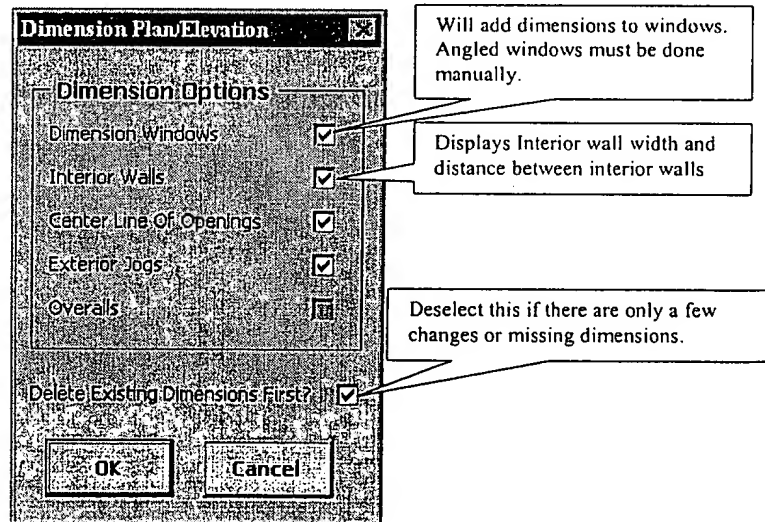 Dimension Plan/Elevation
Dimension Options
Dimension Windows
Interior Walls
Center Line Of Openings
Exterior Jogs
Overalls
Delete Existing Dimensions First?
OK
Cancel
Will add dimensions to windows.
Angled windows must be done
manually.
Displays Interior wall width and
distance between interior walls
Deselect this if there are only a few
changes or missing dimensions.